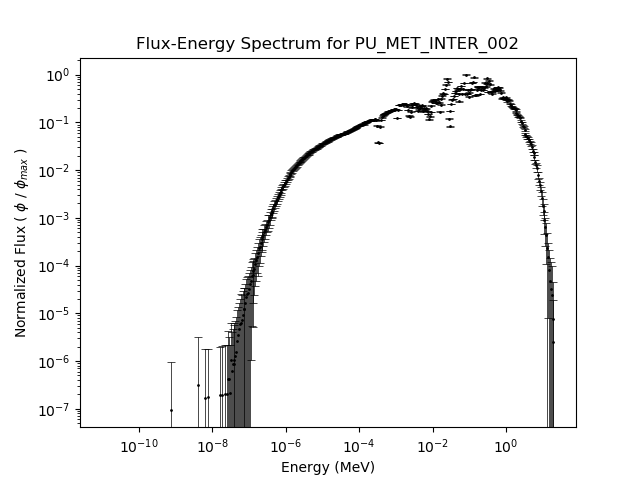 Flux-Energy Spectrum for PU_MET_INTER_002
10⁰
10⁻¹
10⁻²
10⁻³
10⁻⁴
10⁻⁵
10⁻⁶
10⁻⁷
Normalized Flux ( ϕ / ϕₘₐₓ )
10⁻¹⁰ 10⁻⁸ 10⁻⁶ 10⁻⁴ 10⁻² 10⁰
Energy (MeV)